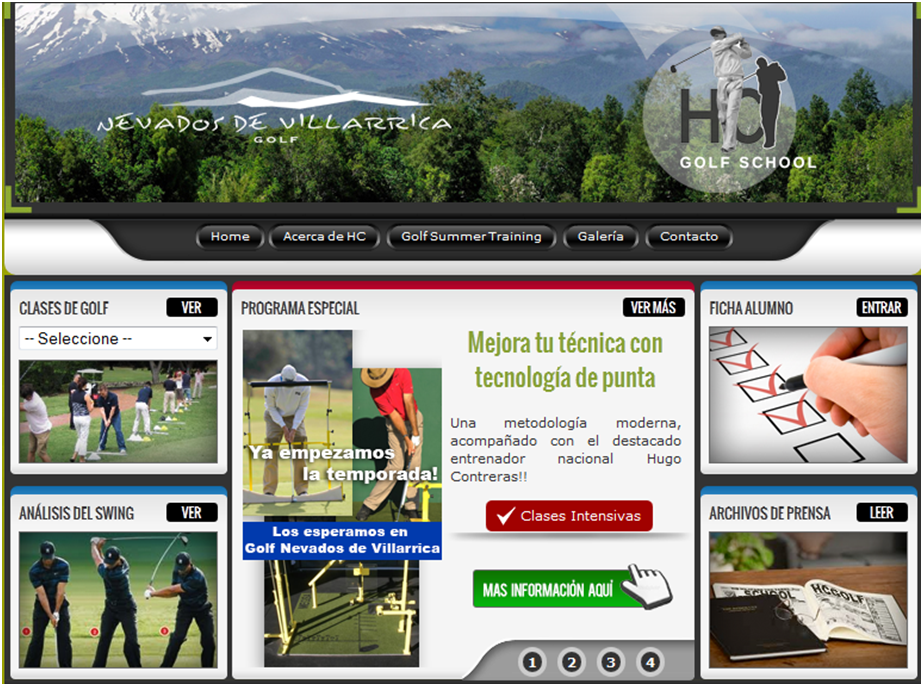 NEVADOS DE VILLARRICA
GOLF
HC
GOLF SCHOOL
Home
Acerca de HC
Golf Summer Training
Galería
Contacto
CLASES DE GOLF
VER
-- Seleccione --
ANÁLISIS DEL SWING
VER
PROGRAMA ESPECIAL
VER MÁS
Ya empezamos
la temporada!
Los esperamos en
Golf Nevados de Villarrica
Mejora tu técnica con
tecnología de punta
Una metodología moderna,
acompañado con el destacado
entrenador nacional Hugo
Contreras!!
Clases Intensivas
MAS INFORMACIÓN AQUÍ
1 2 3 4
FICHA ALUMNO
ENTRAR
ARCHIVOS DE PRENSA
LEER
SCHOOL
HCGOLF